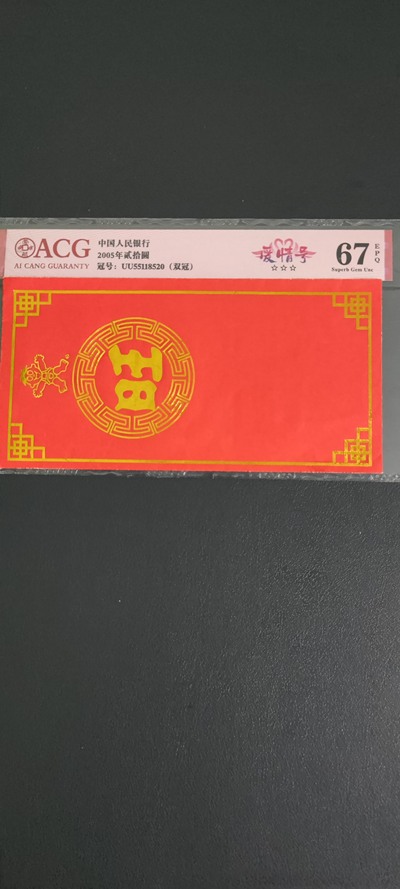 ACG
AI CANG GUARANTY
中国人民银行
2005年贰拾圆
冠号：UU55118520（双冠）
爱情号
☆☆☆
67
EPQ
Superb Gem Unc